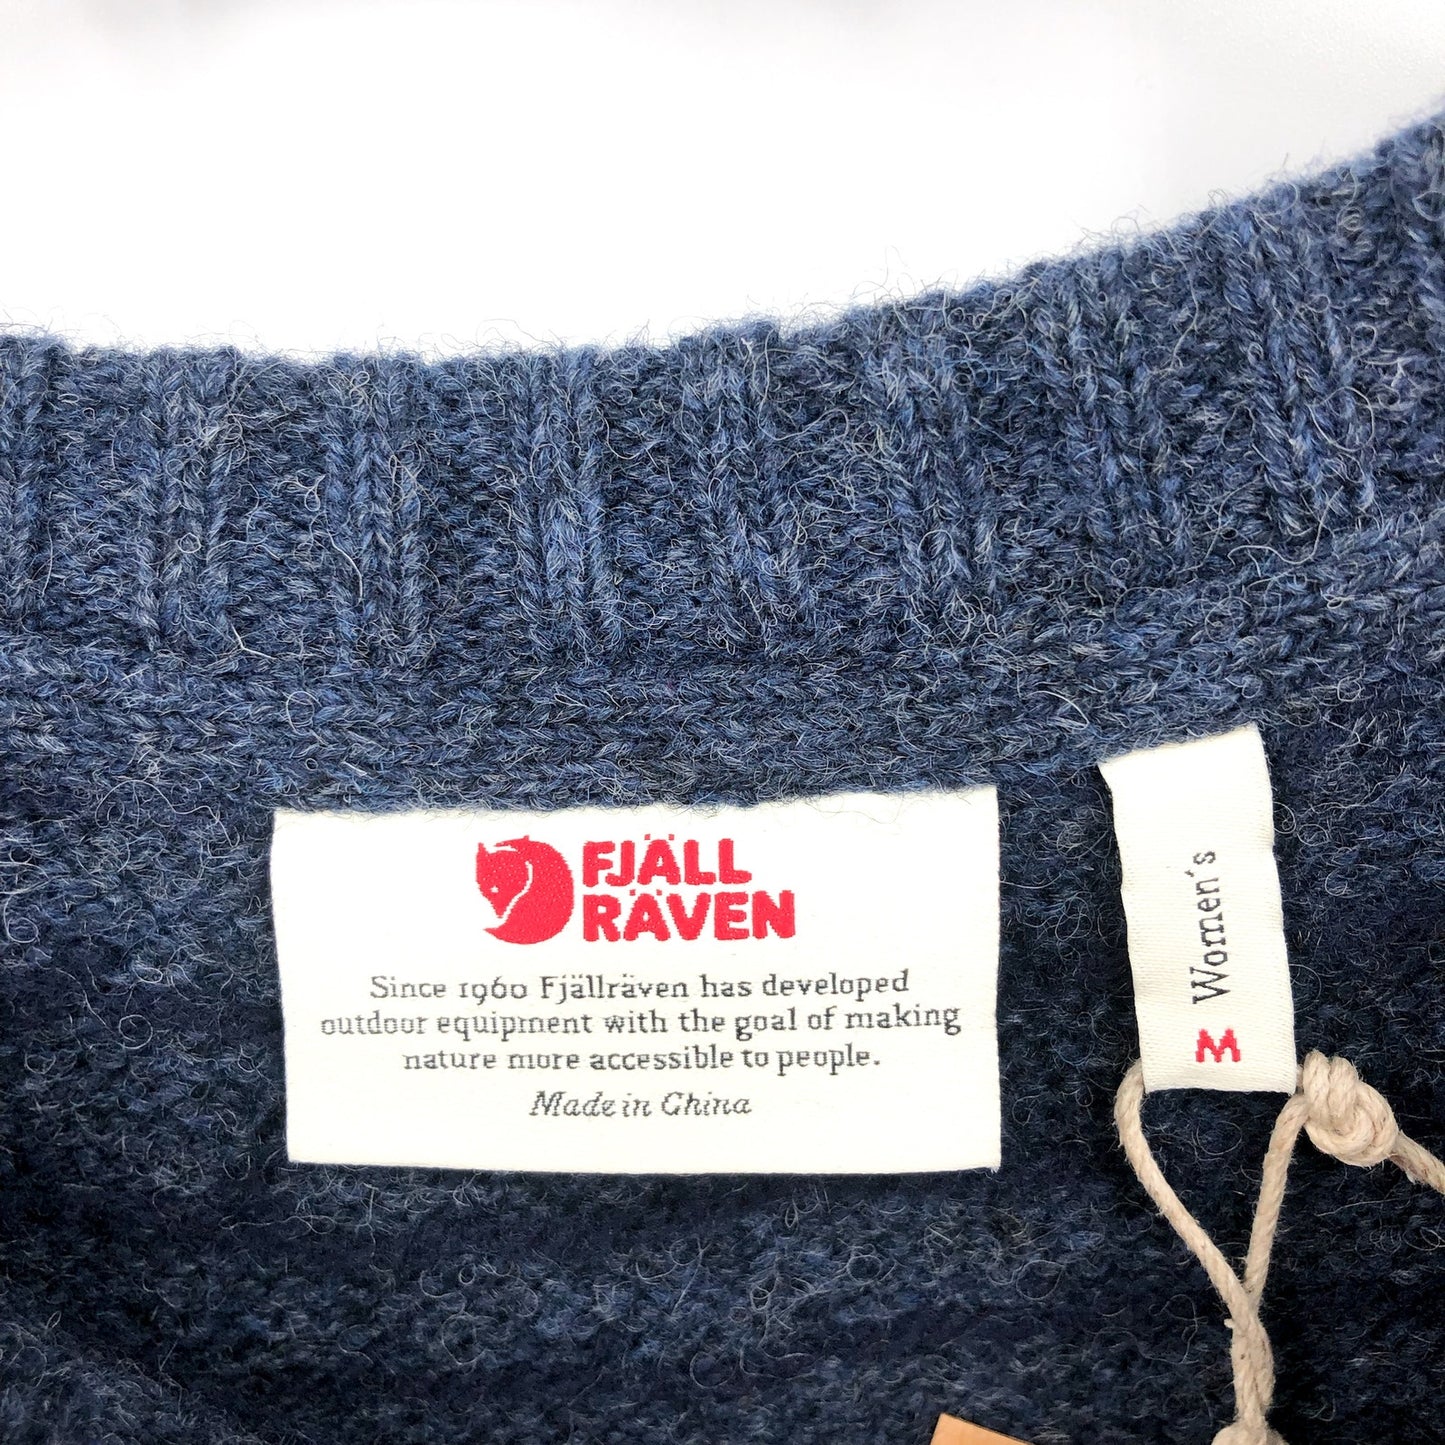 FJÄLL
RÄVEN
Since 1960 Fjällräven has developed
outdoor equipment with the goal of making
nature more accessible to people.
Made in China
Women's
M